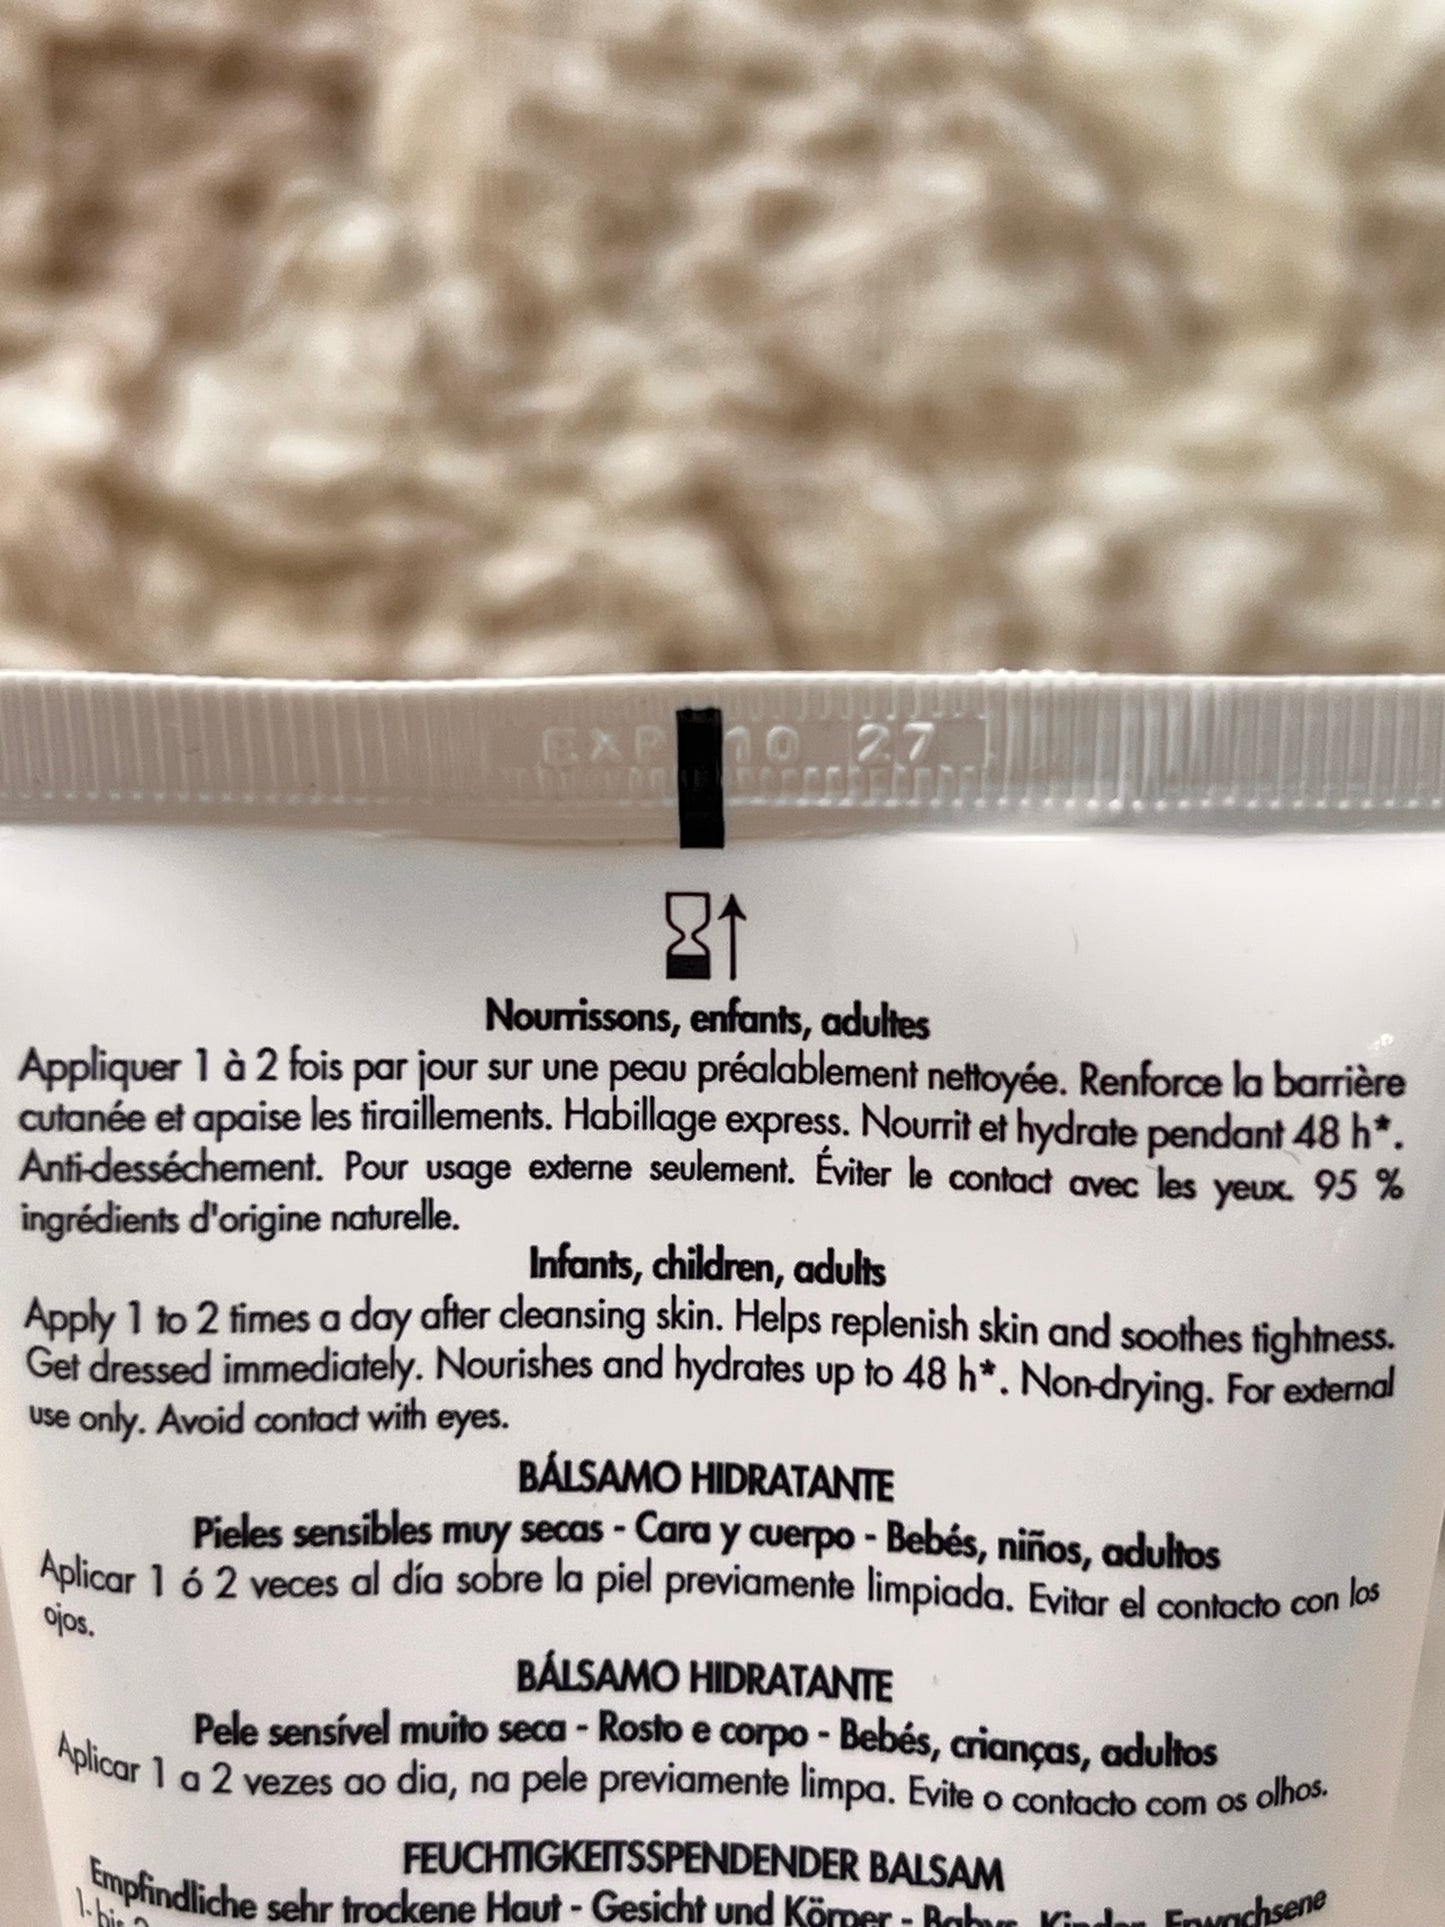 EXP 10 27
Nourrissons, enfants, adultes
Appliquer 1 à 2 fois par jour sur une peau préalablement nettoyée. Renforce la barrière
cutanée et apaise les tiraillements. Habillage express. Nourrit et hydrate pendant 48 h*.
Anti-desséchement. Pour usage externe seulement. Éviter le contact avec les yeux. 95 %
ingrédients d'origine naturelle.
Infants, children, adults
Apply 1 to 2 times a day after cleansing skin. Helps replenish skin and soothes tightness.
Get dressed immediately. Nourishes and hydrates up to 48 h*. Non-drying. For external
use only. Avoid contact with eyes.
BÁLSAMO HIDRATANTE
Pieles sensibles muy secas - Cara y cuerpo - Bebés, niños, adultos
Aplicar 1 ó 2 veces al día sobre la piel previamente limpiada. Evitar el contacto con los
ojos.
BÁLSAMO HIDRATANTE
Pele sensível muito seca - Rosto e corpo - Bebés, crianças, adultos
Aplicar 1 a 2 vezes ao dia, na pele previamente limpa. Evite o contacto com os olhos.
FEUCHTIGKEITSSPENDENDER BALSAM
Empfindliche sehr trockene Haut - Gesicht und Körper - Babys, Kinder, Erwachsene